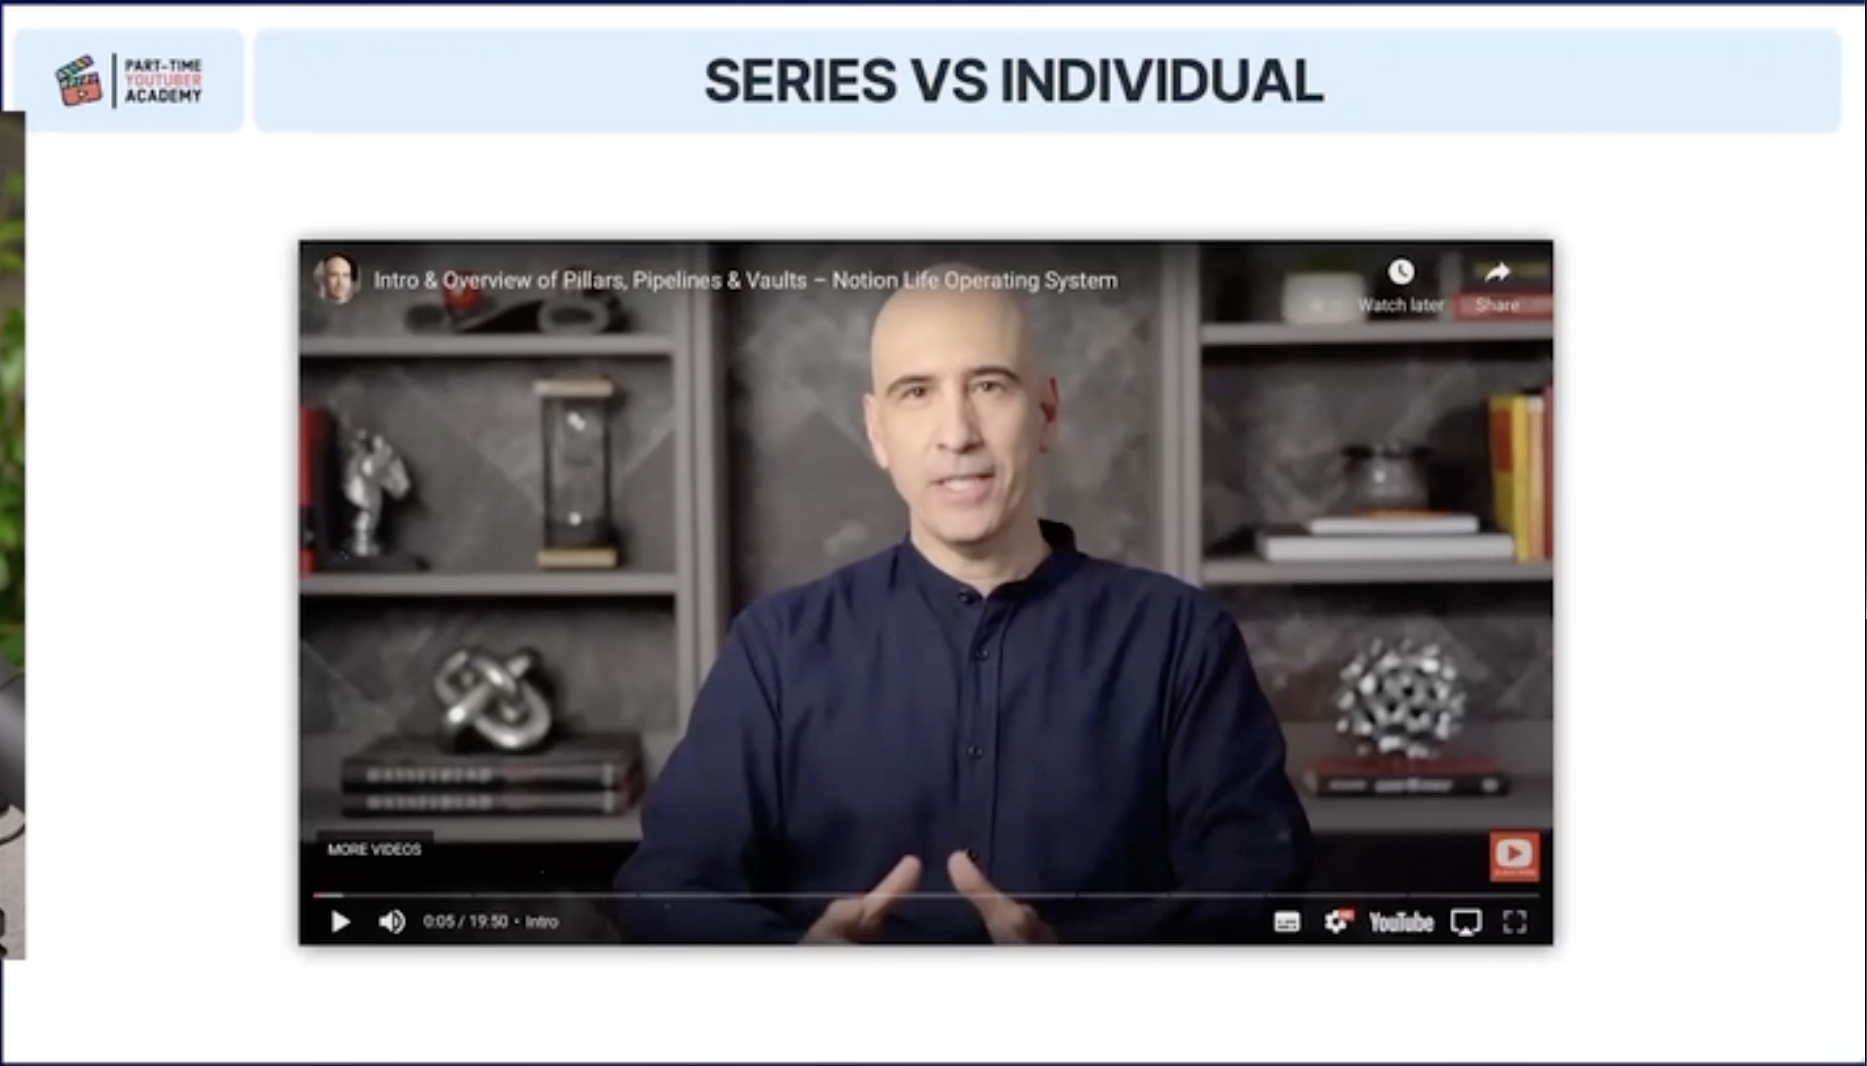 PART-TIME
YOUTUBER
ACADEMY
SERIES VS INDIVIDUAL
Intro & Overview of Pillars, Pipelines & Vaults – Notion Life Operating System
Watch later
Share
MORE VIDEOS
0:05 / 19:50 • Intro
YouTube